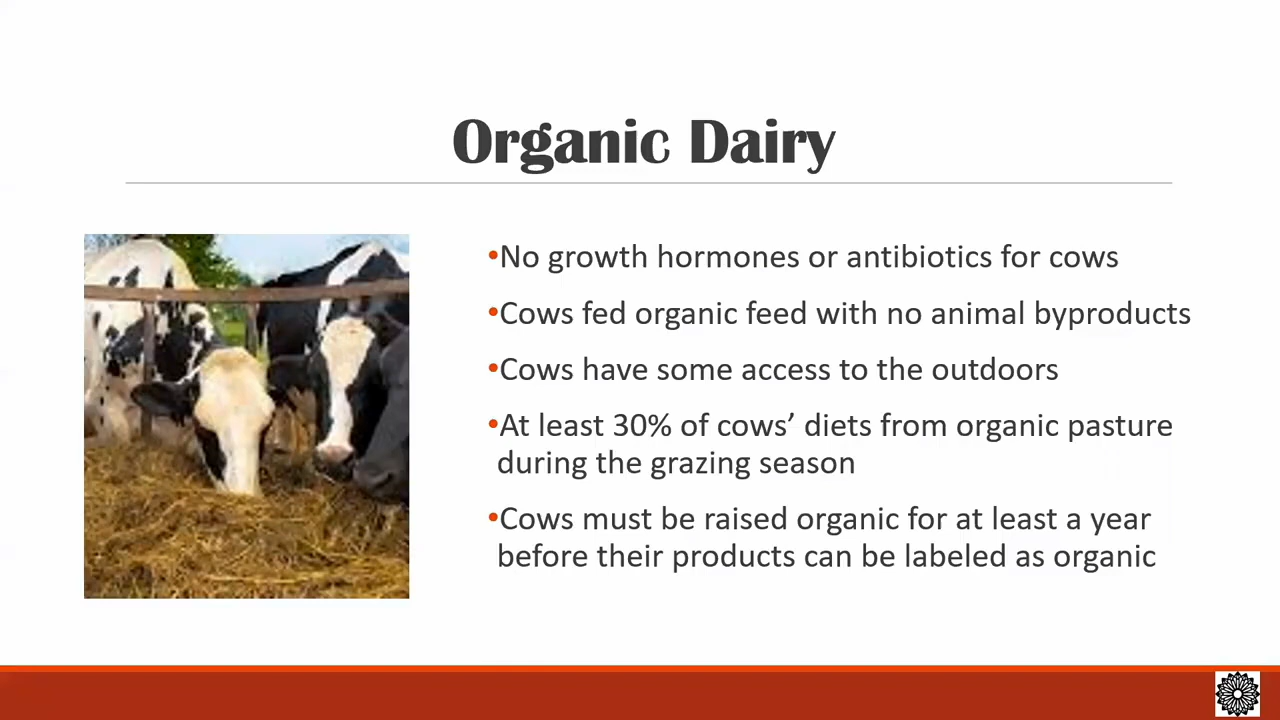 Organic Dairy
•No growth hormones or antibiotics for cows
•Cows fed organic feed with no animal byproducts
•Cows have some access to the outdoors
•At least 30% of cows’ diets from organic pasture
during the grazing season
•Cows must be raised organic for at least a year
before their products can be labeled as organic